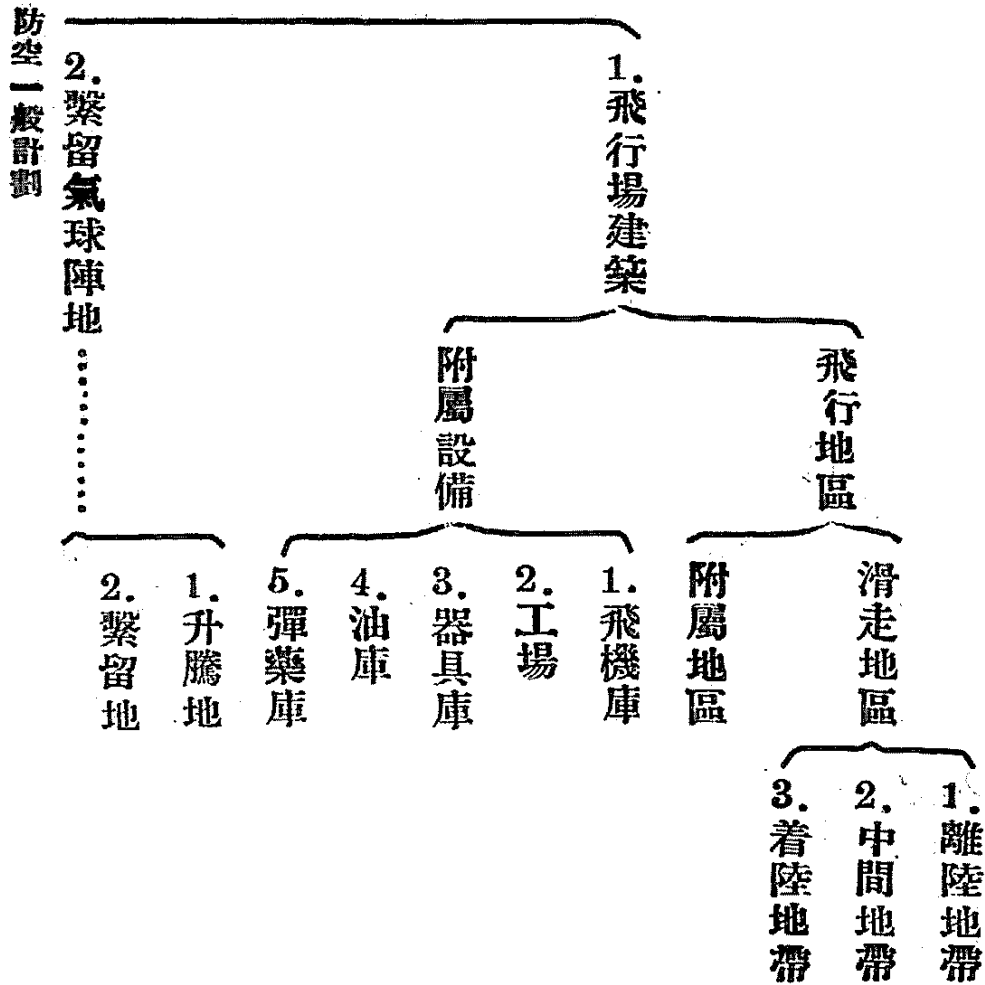 1.飛行場建築
飛行地區
滑走地區
1.離陸地帶
2.中間地帶
3.着陸地帶
附屬地區
附屬設備
1.飛機庫
2.工場
3.器具庫
4.油庫
5.彈藥庫
2.繫留氣球陣地
1.升騰地
2.繫留地
防空一般計劃